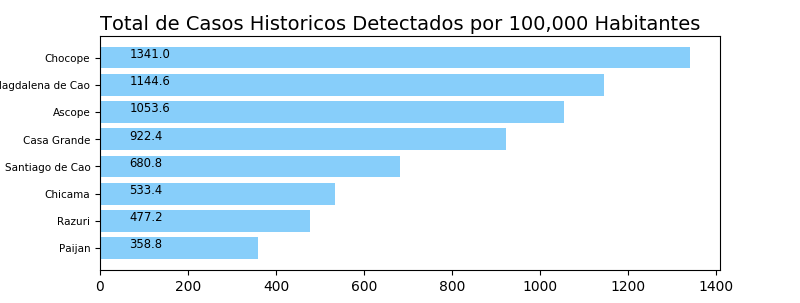 Total de Casos Historicos Detectados por 100,000 Habitantes
Chocope 1341.0
agdalena de Cao 1144.6
Ascope 1053.6
Casa Grande 922.4
Santiago de Cao 680.8
Chicama 533.4
Razuri 477.2
Paijan 358.8
0 200 400 600 800 1000 1200 1400